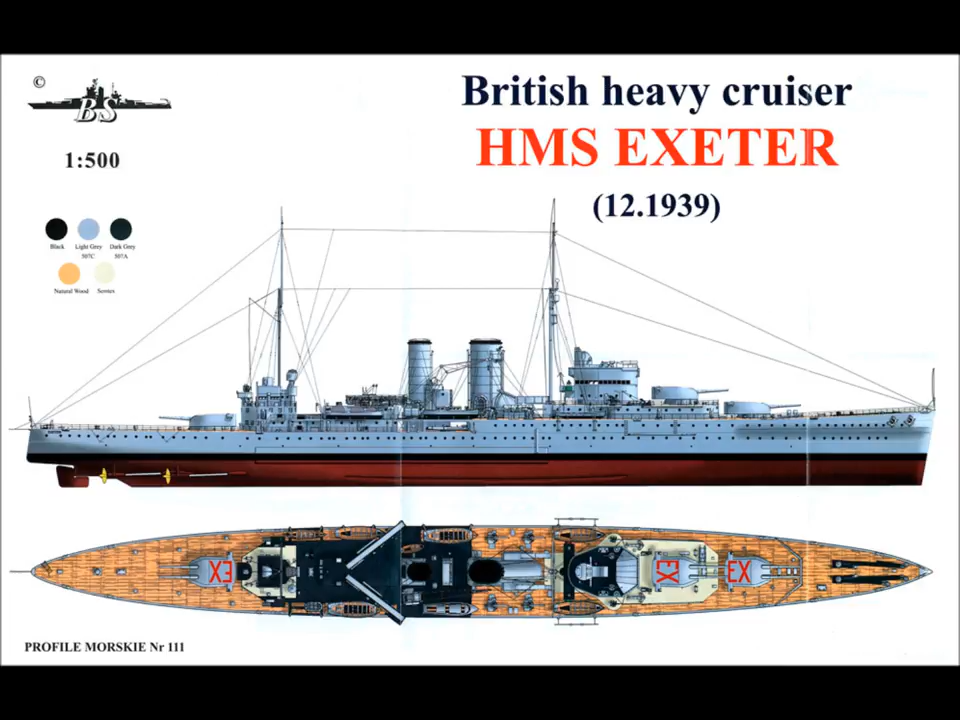 ©
BS
1:500
British heavy cruiser
HMS EXETER
(12.1939)
Black Light Grey Dark Grey
507C 507A
Natural Wood Semtex
EX EX EX
PROFILE MORSKIE Nr 111